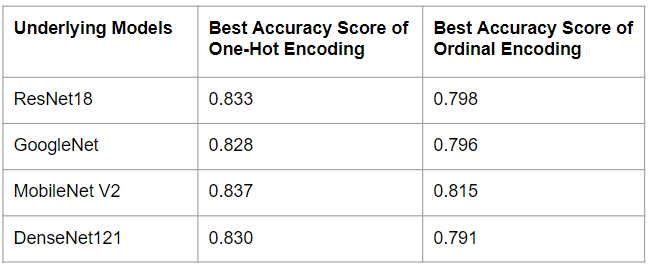 Underlying Models Best Accuracy Score of Best Accuracy Score of
One-Hot Encoding Ordinal Encoding
ResNet18 0.833 0.798
GoogleNet 0.828 0.796
MobileNet V2 0.837 0.815
DenseNet121 0.830 0.791